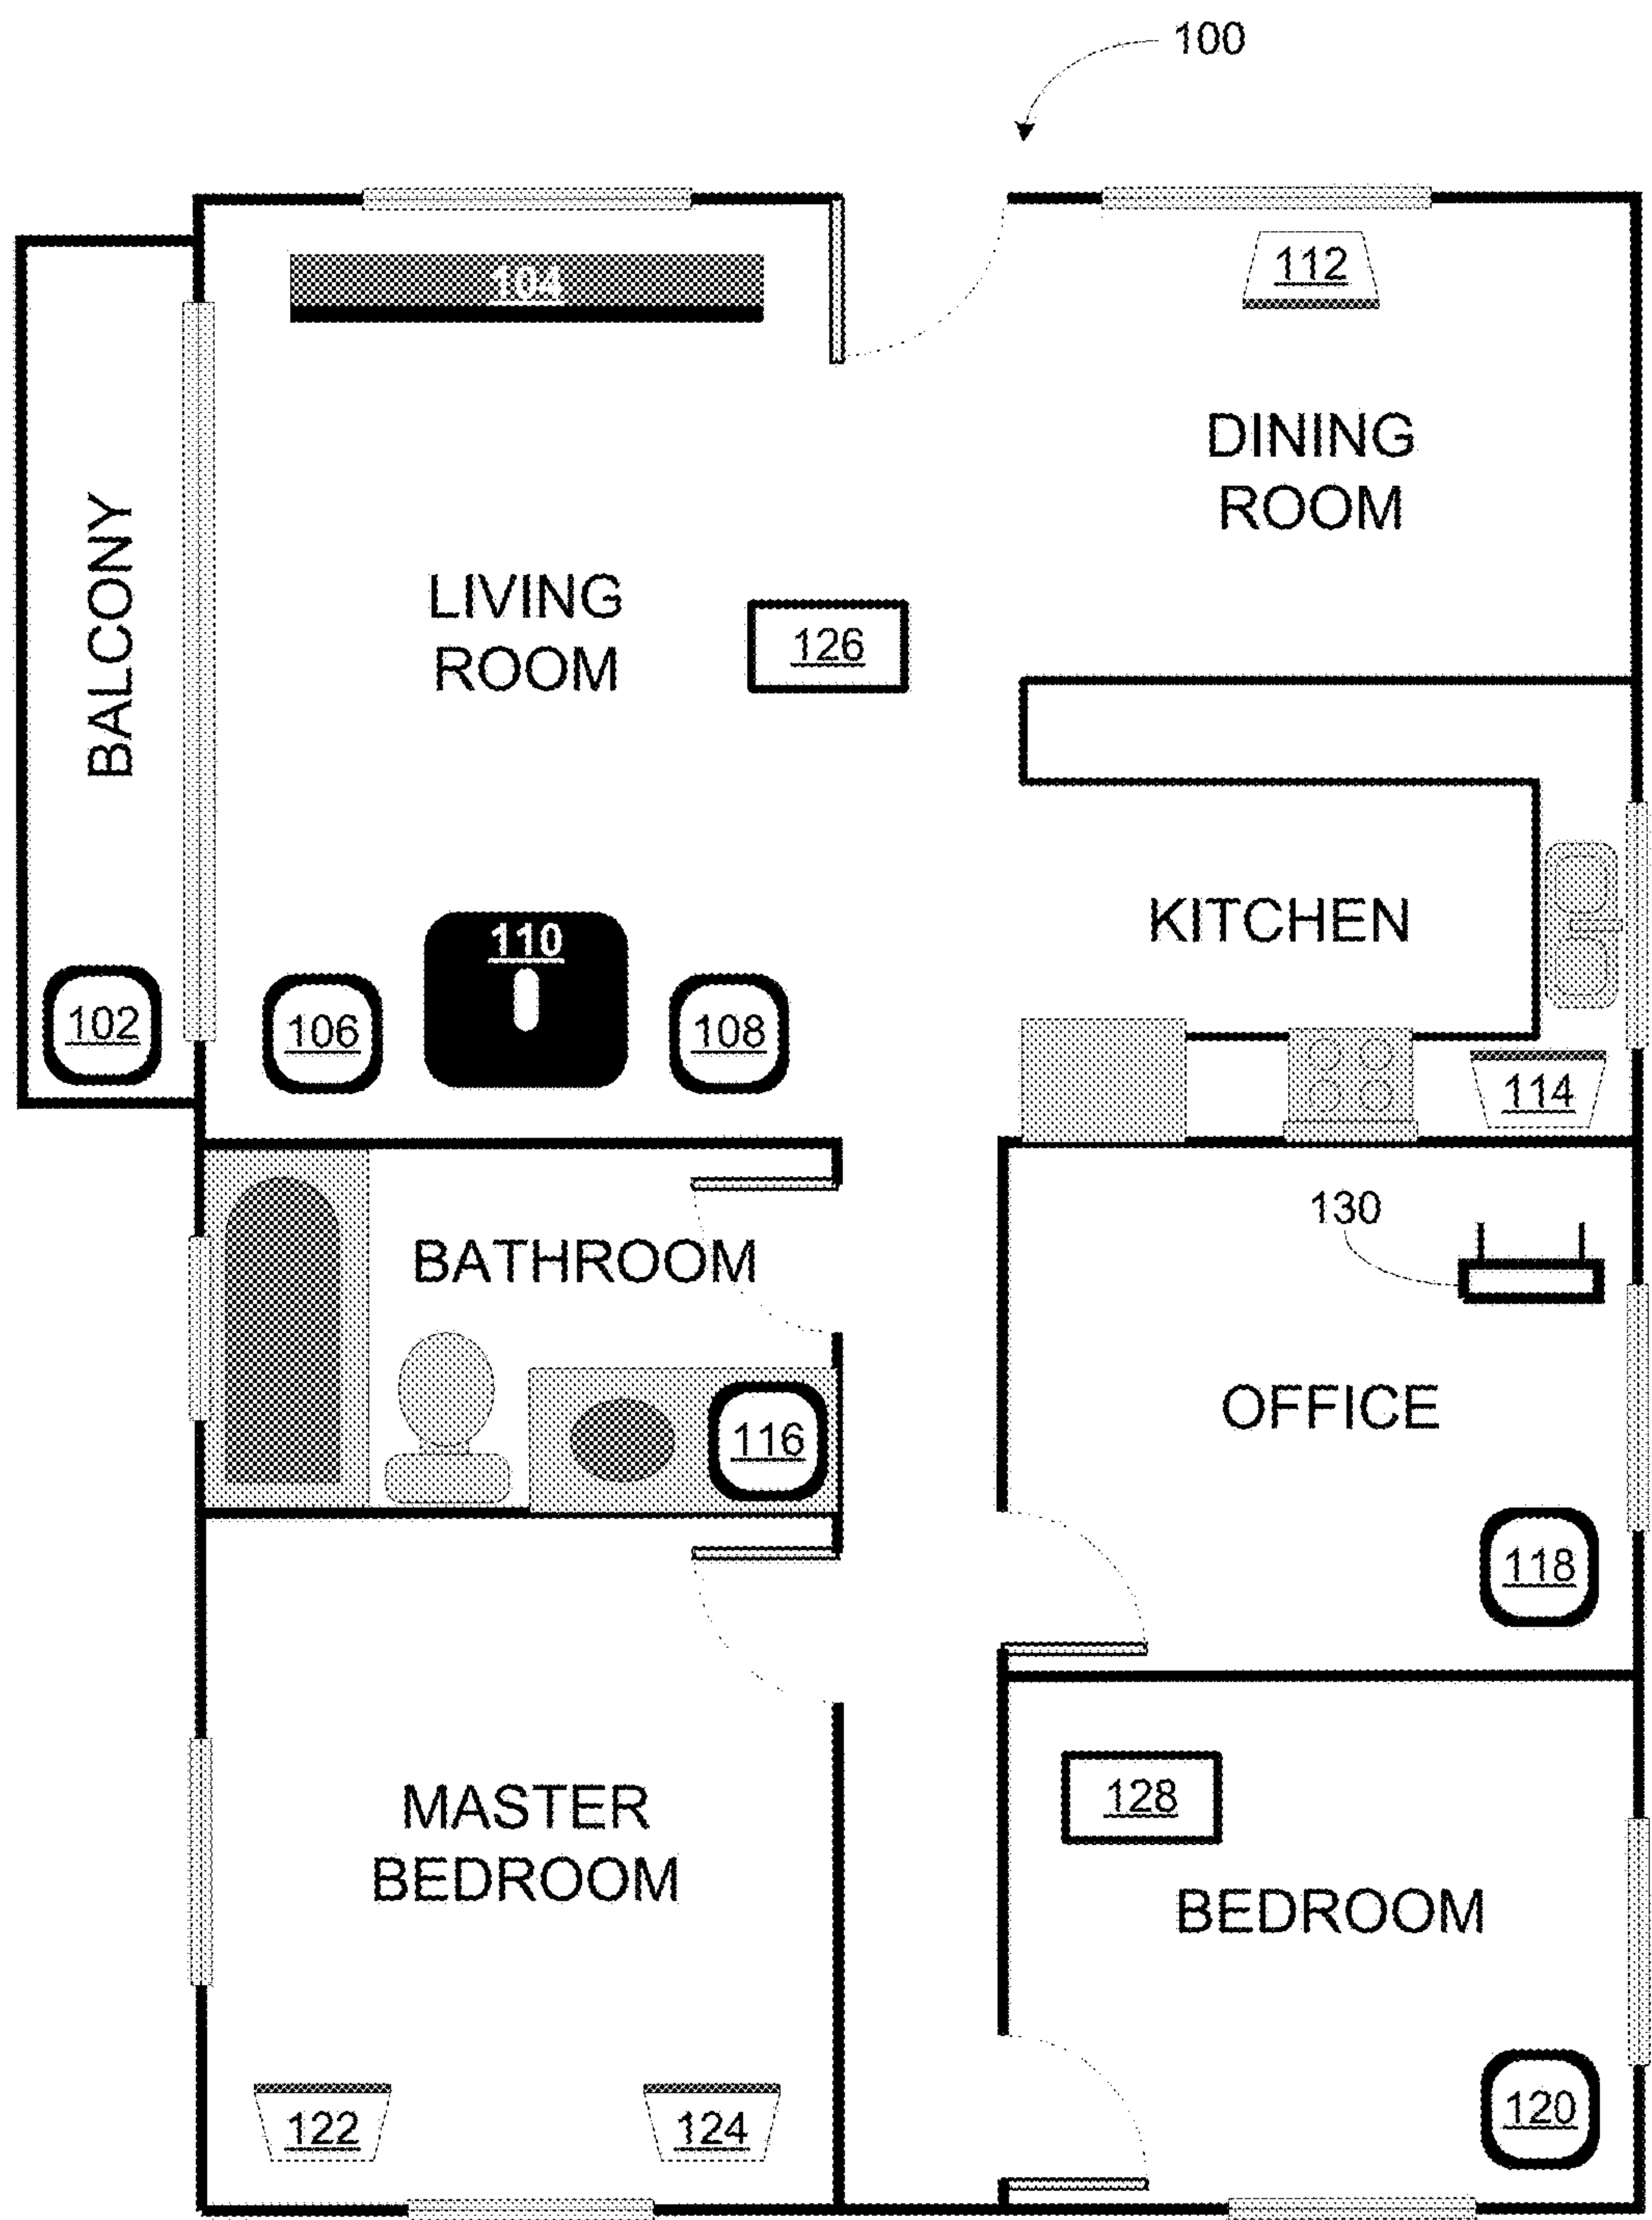 100
104
112
DINING
ROOM
BALCONY
LIVING
ROOM
126
KITCHEN
110
102
106
108
114
130
BATHROOM
OFFICE
116
118
128
MASTER
BEDROOM
BEDROOM
122
124
120